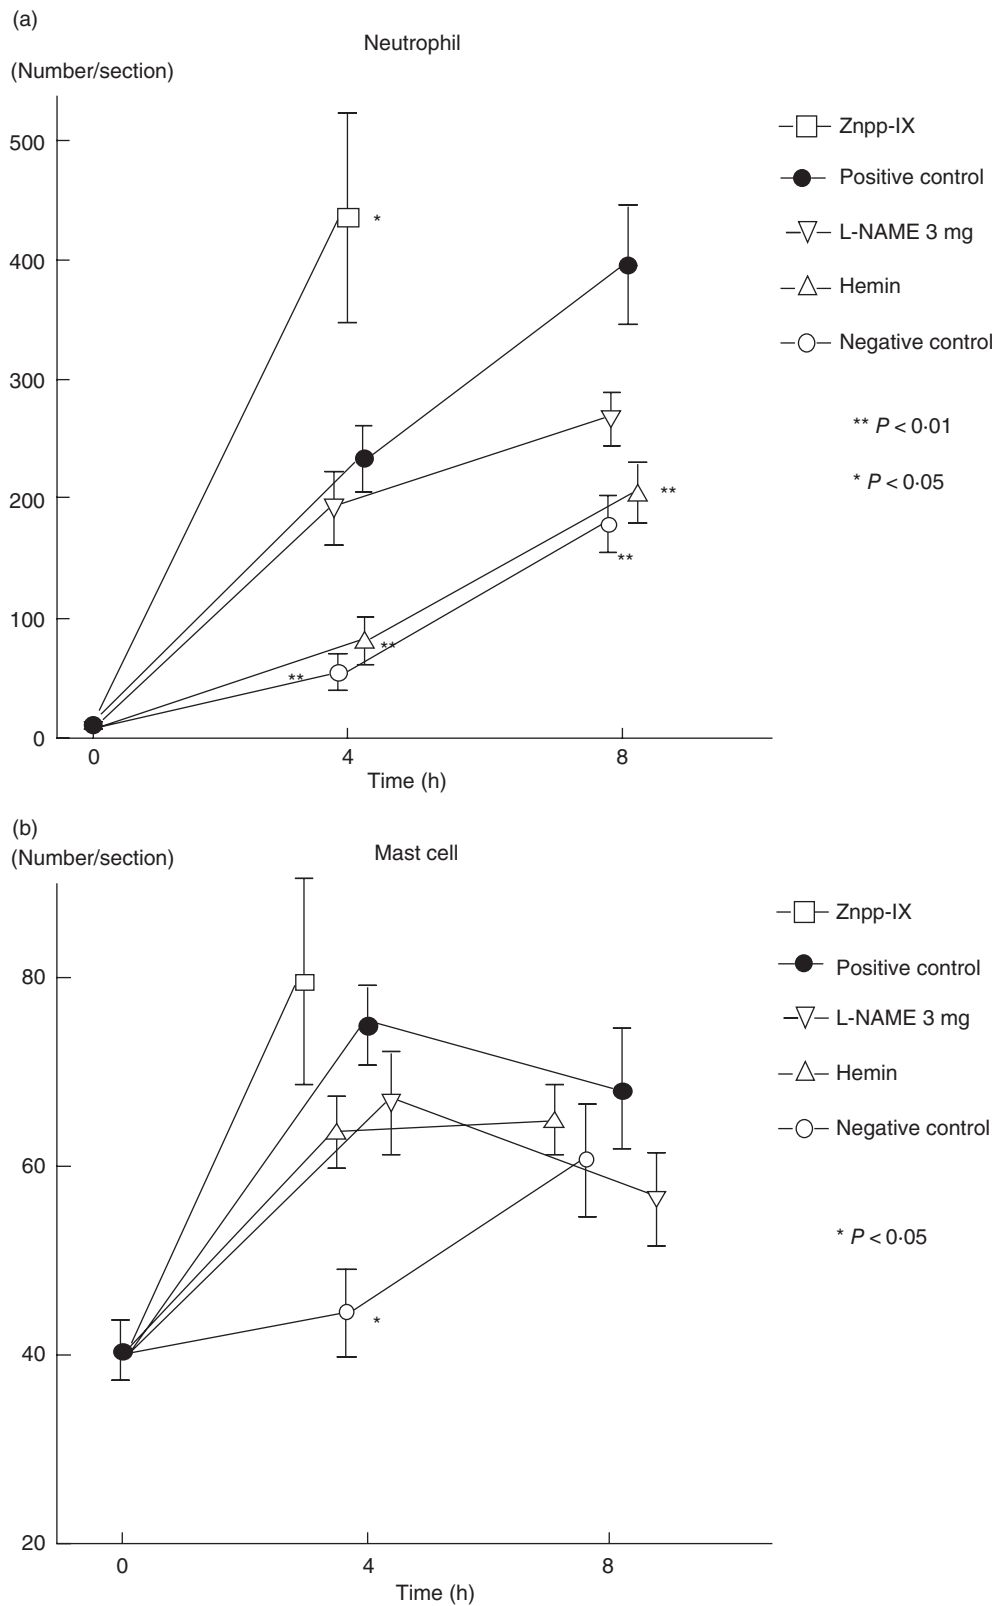 (a)
Neutrophil
(Number/section)
500
400
300
200
100
0
0 4 8
Time (h)
Znpp-IX
Positive control
L-NAME 3 mg
Hemin
Negative control
** P < 0·01
* P < 0·05
*
**
**
**
**
(b)
(Number/section)
Mast cell
80
60
40
20
0 4 8
Time (h)
Znpp-IX
Positive control
L-NAME 3 mg
Hemin
Negative control
* P < 0·05
*